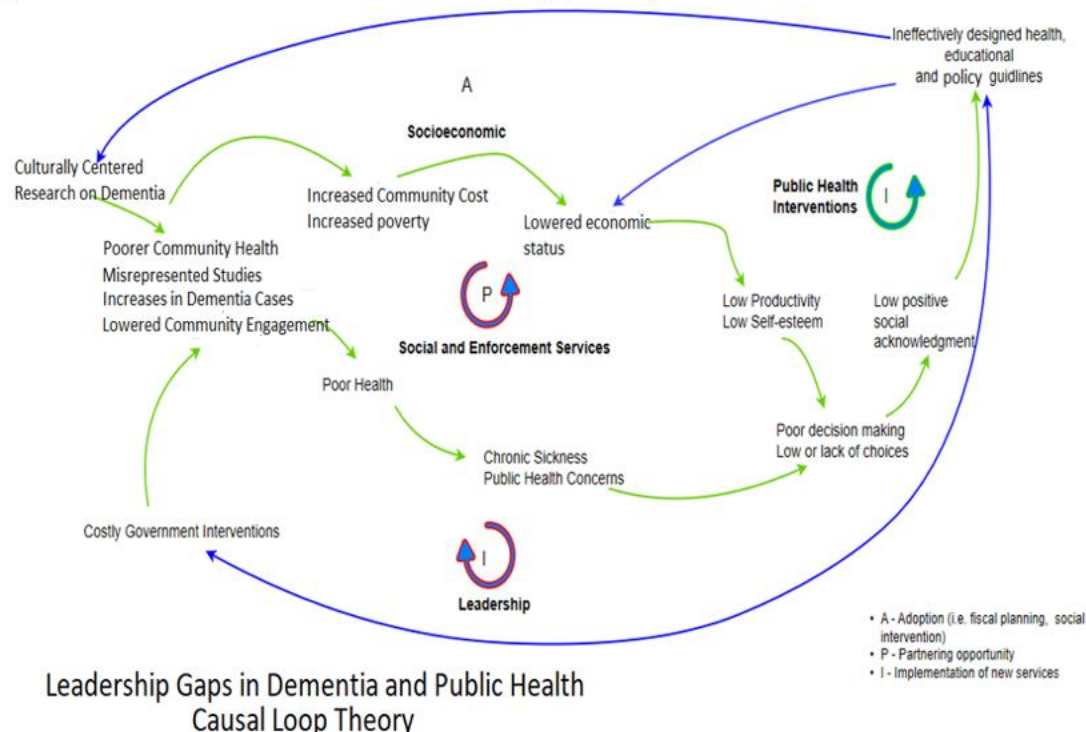 Ineffectively designed health,
educational
and policy guidlines
A
Socioeconomic
Culturally Centered
Research on Dementia
Increased Community Cost
Increased poverty
Public Health
Interventions
I
Lowered economic
status
Poorer Community Health
Misrepresented Studies
Increases in Dementia Cases
Lowered Community Engagement
P
Social and Enforcement Services
Low Productivity
Low Self-esteem
Low positive
social
acknowledgment
Poor Health
Poor decision making
Low or lack of choices
Chronic Sickness
Public Health Concerns
Costly Government Interventions
I
Leadership
• A - Adoption (i.e. fiscal planning, social
intervention)
• P - Partnering opportunity
• I - Implementation of new services
Leadership Gaps in Dementia and Public Health
Causal Loop Theory